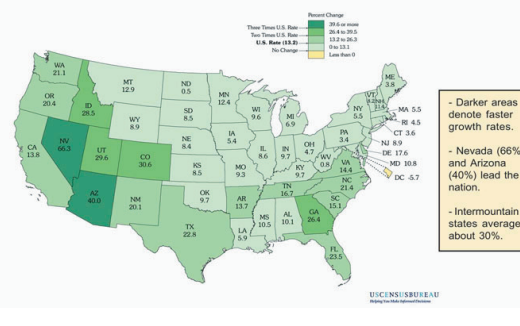 Percent Change
Three Times U.S. Rate
39.6 or more
Two Times U.S. Rate
26.4 to 39.5
U.S. Rate (13.2)
13.2 to 26.3
No Change
0 to 13.1
Less than 0
WA
21.1
MT
12.9
ND
0.5
MN
12.4
ME
3.8
OR
20.4
ID
28.5
WY
8.9
SD
8.5
WI
9.6
MI
6.9
VT
NY
5.5
MA 5.5
RI 4.5
CT 3.6
NJ 8.9
DE 17.6
MD 10.8
DC -5.7
NV
66.3
UT
29.6
CO
30.6
NE
8.4
IA
5.4
IL
8.6
IN
9.7
OH
4.7
PA
3.4
CA
13.8
KS
8.5
MO
9.3
KY
9.7
WV
0.8
VA
14.4
AZ
40.0
NM
20.1
OK
9.7
AR
13.7
TN
16.7
NC
21.4
SC
15.1
TX
22.8
LA
5.9
MS
10.5
AL
10.1
GA
26.4
FL
23.5
- Darker areas
denote faster
growth rates.
- Nevada (66%)
and Arizona
(40%) lead the
nation.
- Intermountain
states average
about 30%.
USCENSUSBUREAU
Helping You Make Informed Decisions